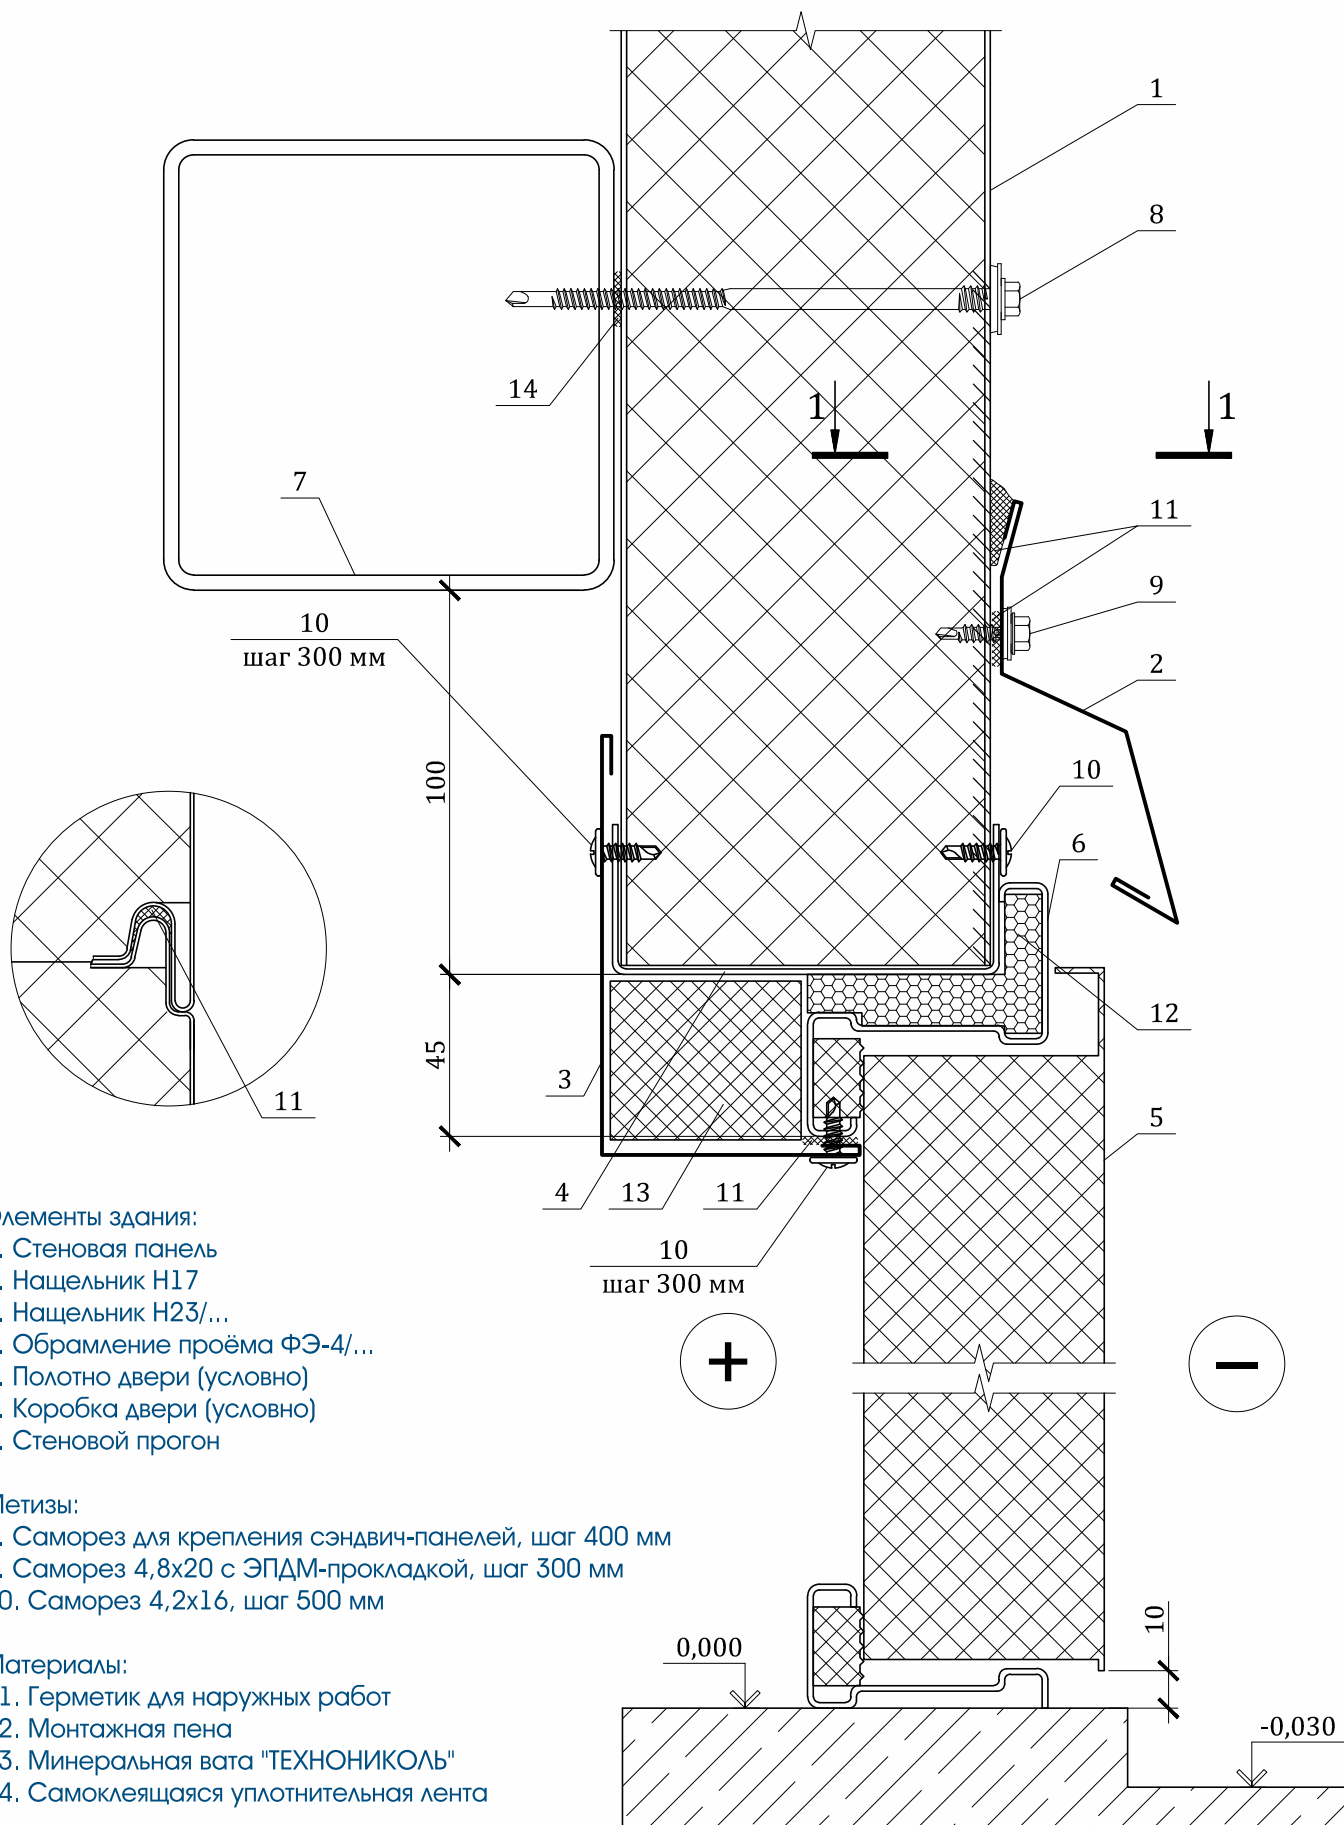 1
8
14
1
1
7
11
9
10
шаг 300 мм
2
100
10
6
12
45
3
11
5
4
13
11
10
шаг 300 мм
+
−
лементы здания:
. Стеновая панель
. Нащельник Н17
. Нащельник Н23/...
. Обрамление проёма ФЭ-4/...
. Полотно двери (условно)
. Коробка двери (условно)
. Стеновой прогон
етизы:
. Саморез для крепления сэндвич-панелей, шаг 400 мм
. Саморез 4,8х20 с ЭПДМ-прокладкой, шаг 300 мм
0. Саморез 4,2х16, шаг 500 мм
атериалы:
1. Герметик для наружных работ
2. Монтажная пена
3. Минеральная вата "ТЕХНОНИКОЛЬ"
4. Самоклеящаяся уплотнительная лента
0,000
10
-0,030